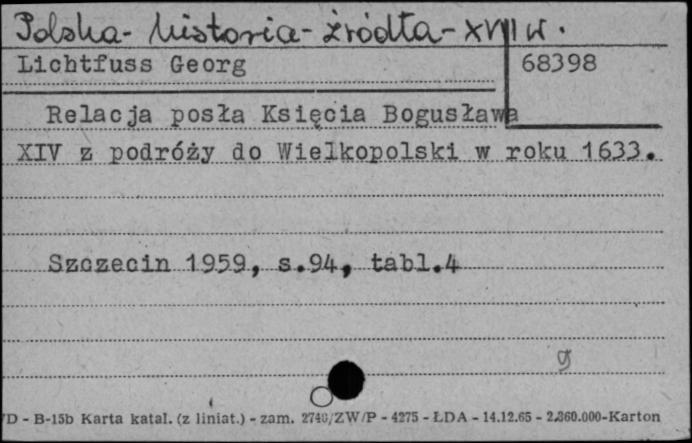 Polska - historia - źródła - XVII w.
Lichtfuss Georg
68398
Relacja posła Księcia Bogusława
XIV z podróży do Wielkopolski w roku 1633.
Szczecin 1959, s.94, tabl.4
g
/D - B-15b Karta katal. (z liniat.) - zam. 2740/ZW/P - 4275 - ŁDA - 14.12.65 - 2.360.000-Karton